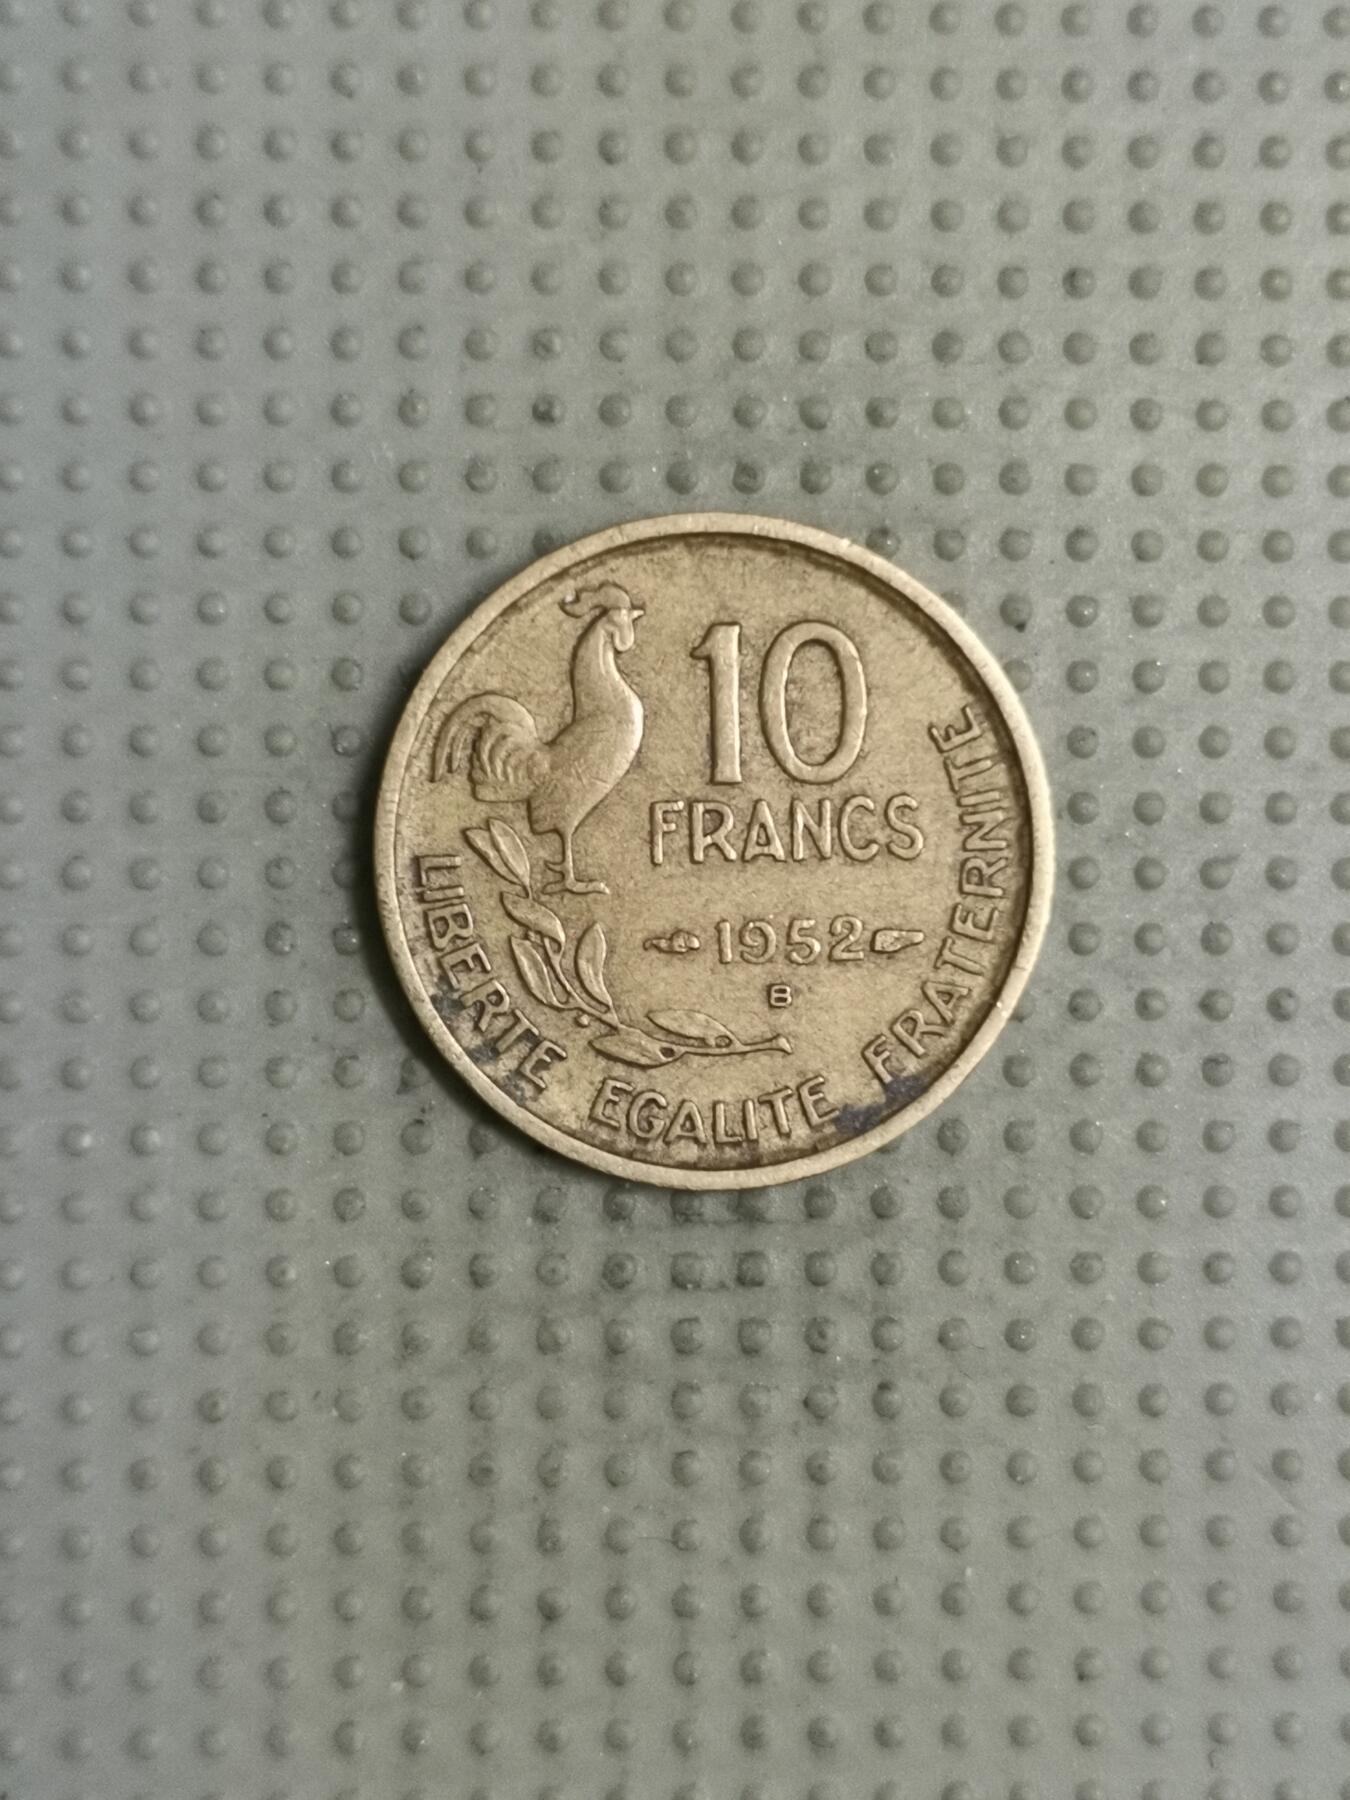 10
FRANCS
1952
B
LIBERTE EGALITE FRATERNITE